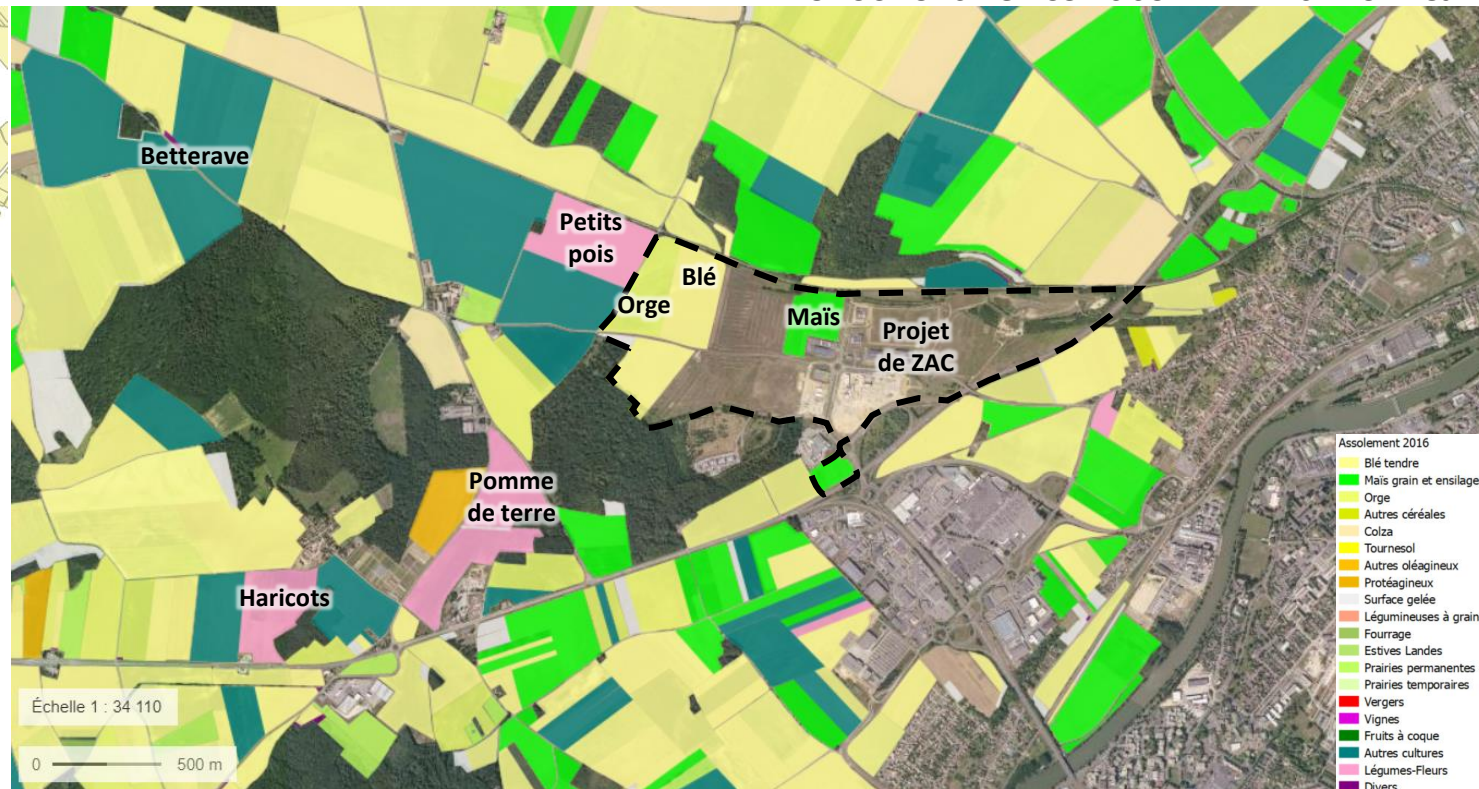 Betterave
Petits
pois
Blé
Orge
Maïs
Projet
de ZAC
Pomme
de terre
Haricots
Échelle 1 : 34 110
0 500 m
Assolement 2016
Blé tendre
Maïs grain et ensilage
Orge
Autres céréales
Colza
Tournesol
Autres oléagineux
Protéagineux
Surface gelée
Légumineuses à grain
Fourrage
Estives Landes
Prairies permanentes
Prairies temporaires
Vergers
Vignes
Fruits à coque
Autres cultures
Légumes-Fleurs
Divers